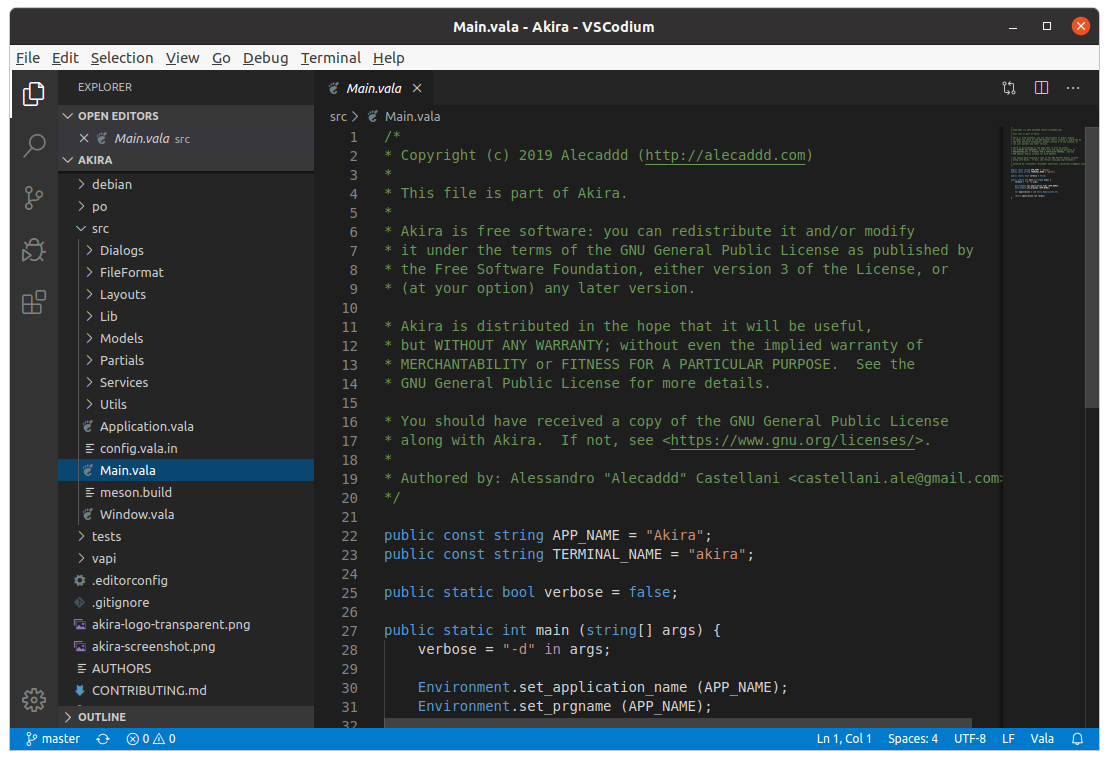 Main.vala - Akira - VSCodium
File Edit Selection View Go Debug Terminal Help
EXPLORER
OPEN EDITORS
Main.vala src
AKIRA
debian
po
src
Dialogs
FileFormat
Layouts
Lib
Models
Partials
Services
Utils
Application.vala
config.vala.in
Main.vala
meson.build
Window.vala
tests
vapi
.editorconfig
.gitignore
akira-logo-transparent.png
akira-screenshot.png
AUTHORS
CONTRIBUTING.md
OUTLINE
Main.vala
src > Main.vala
1 /*
2 * Copyright (c) 2019 Alecaddd (http://alecaddd.com)
3 *
4 * This file is part of Akira.
5 *
6 * Akira is free software: you can redistribute it and/or modify
7 * it under the terms of the GNU General Public License as published by
8 * the Free Software Foundation, either version 3 of the License, or
9 * (at your option) any later version.
10
11 * Akira is distributed in the hope that it will be useful,
12 * but WITHOUT ANY WARRANTY; without even the implied warranty of
13 * MERCHANTABILITY or FITNESS FOR A PARTICULAR PURPOSE.  See the
14 * GNU General Public License for more details.
15
16 * You should have received a copy of the GNU General Public License
17 * along with Akira.  If not, see <https://www.gnu.org/licenses/>.
18 *
19 * Authored by: Alessandro "Alecaddd" Castellani <castellani.ale@gmail.com>
20 */
21
22 public const string APP_NAME = "Akira";
23 public const string TERMINAL_NAME = "akira";
24
25 public static bool verbose = false;
26
27 public static int main (string[] args) {
28     verbose = "-d" in args;
29
30     Environment.set_application_name (APP_NAME);
31     Environment.set_prgname (APP_NAME);
32
master 0 0 Ln 1, Col 1 Spaces: 4 UTF-8 LF Vala